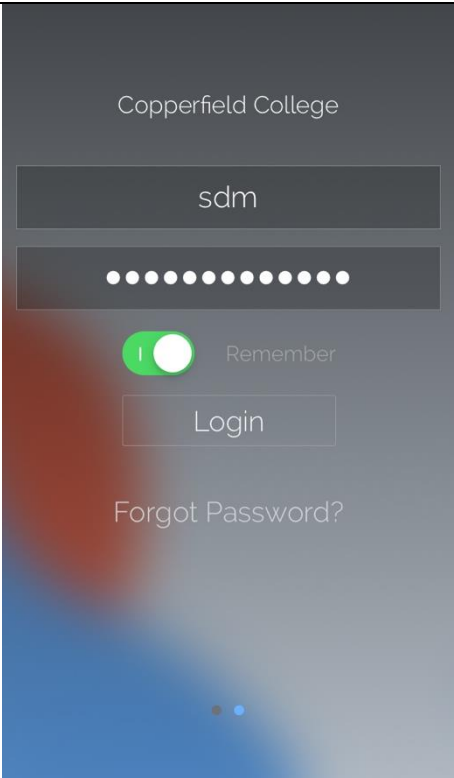 Copperfield College
sdm
●●●●●●●●●●●●●
Remember
Login
Forgot Password?